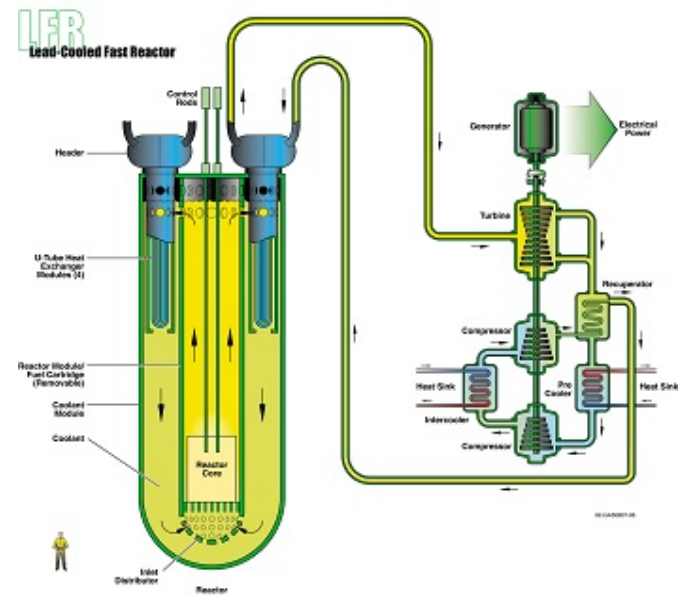 LFR
Lead-Cooled Fast Reactor
Control
Rods
Header
Generator
Electrical
Power
Turbine
U-Tube Heat
Exchanger
Modules (4)
Recuperator
Compressor
Reactor Module/
Fuel Cartridge
(Removable)
Heat Sink
Pre
Cooler
Heat Sink
Coolant
Module
Intercooler
Coolant
Compressor
Reactor
Core
Inlet
Distributor
Reactor